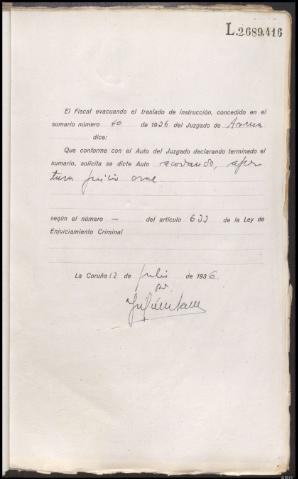 L.2689416
El Fiscal evacuando el traslado de instrucción, concedido en el
sumario número 60 de 1936 del Juzgado de
dice:
Que conforme con el Auto del Juzgado declarando terminado el
sumario, solicita se dicte Auto acordando, aper
tura juicio oral
según el número — del artículo 633 de la Ley de
Enjuiciamiento Criminal
La Coruña 12 de julio de 1936